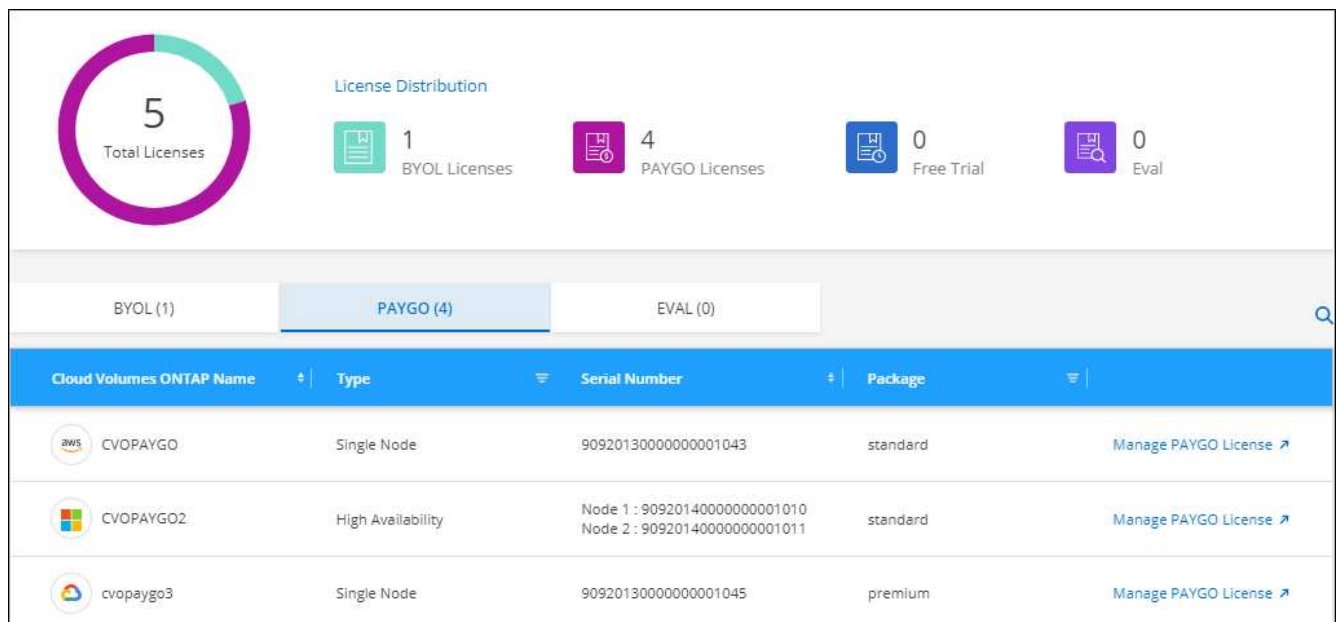 5
Total Licenses
License Distribution
1
BYOL Licenses
4
PAYGO Licenses
0
Free Trial
0
Eval
BYOL (1)
PAYGO (4)
EVAL (0)
Cloud Volumes ONTAP Name
Type
Serial Number
Package
aws
CVOPAYGO
Single Node
90920130000000001043
standard
Manage PAYGO License
CVOPAYGO2
High Availability
Node 1 : 90920140000000001010
Node 2 : 90920140000000001011
standard
Manage PAYGO License
cvopaygo3
Single Node
90920130000000001045
premium
Manage PAYGO License